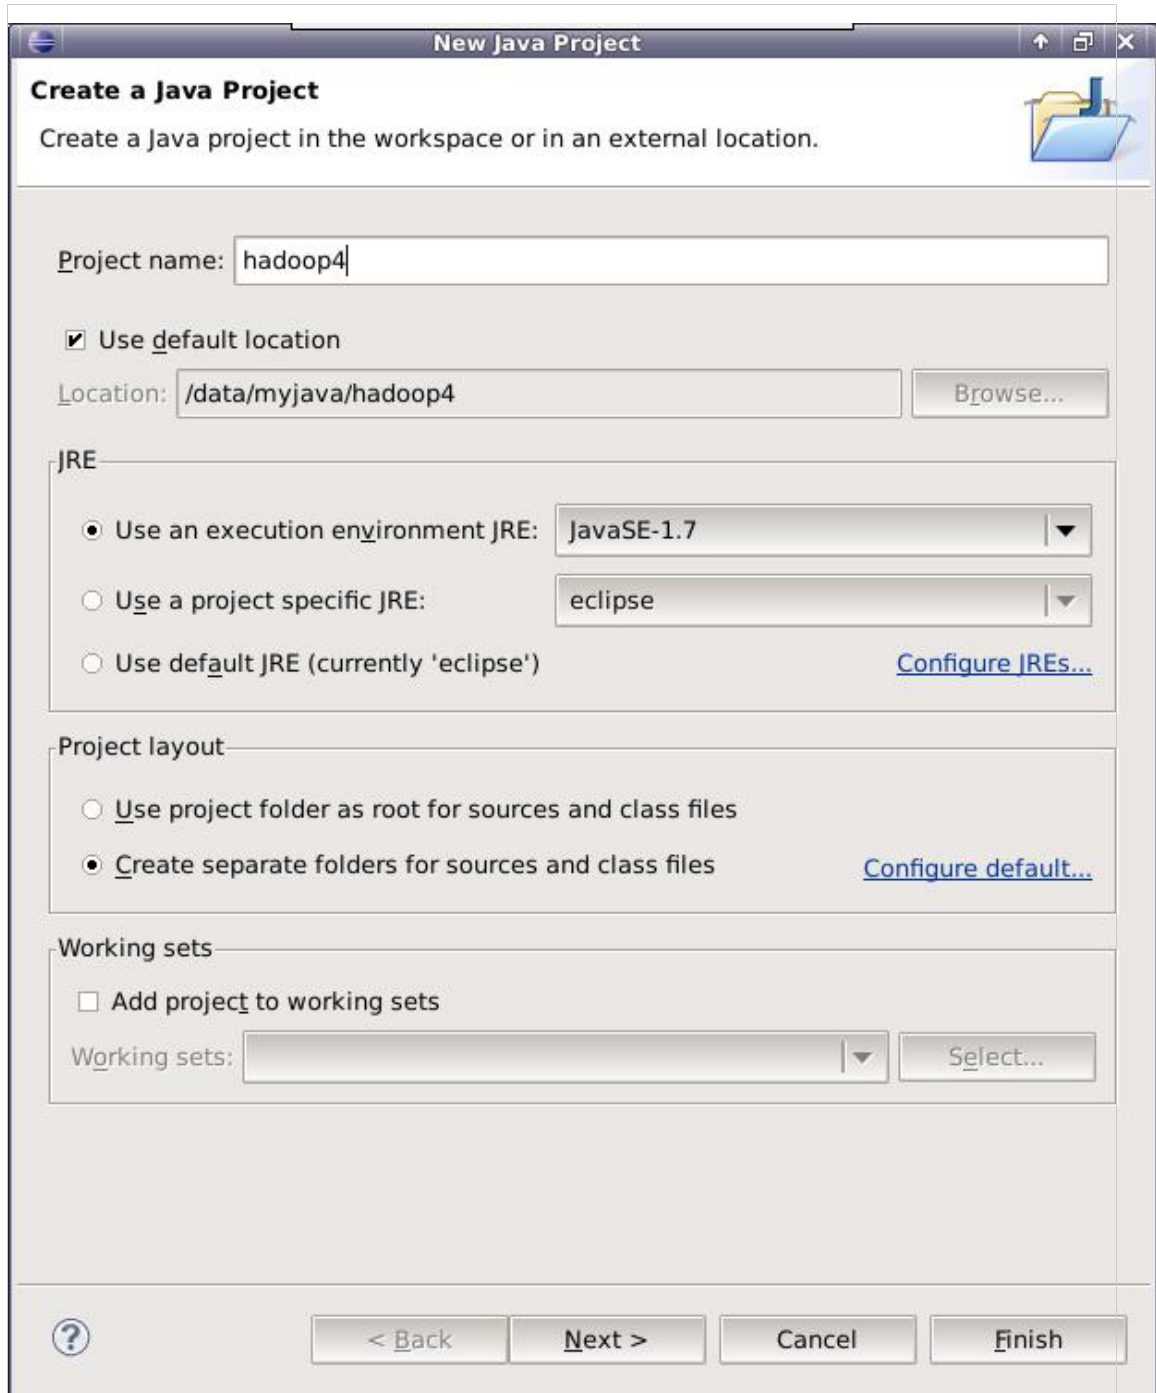 New Java Project
Create a Java Project
Create a Java project in the workspace or in an external location.
Project name: hadoop4
Use default location
Location: /data/myjava/hadoop4 Browse...
JRE
Use an execution environment JRE: JavaSE-1.7
Use a project specific JRE: eclipse
Use default JRE (currently 'eclipse') Configure JREs...
Project layout
Use project folder as root for sources and class files
Create separate folders for sources and class files Configure default...
Working sets
Add project to working sets
Working sets: Select...
? < Back Next > Cancel Finish